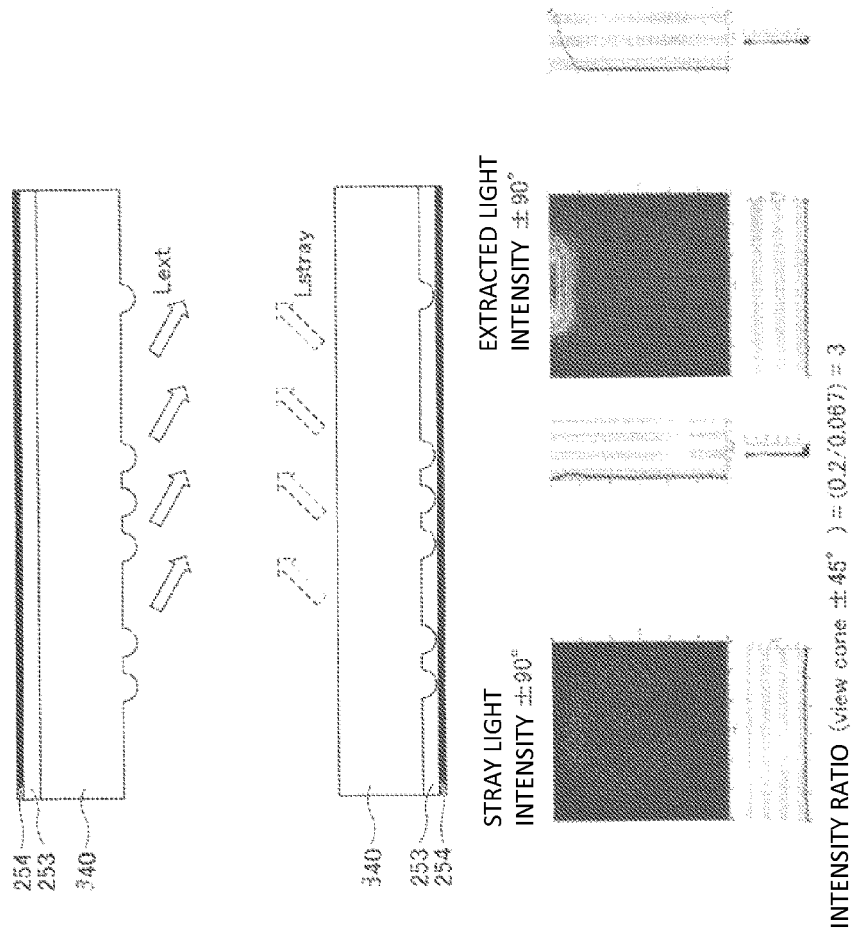 254
253
340
Lext
Lstray
340
253
254
STRAY LIGHT
INTENSITY ±90°
EXTRACTED LIGHT
INTENSITY ±90°
INTENSITY RATIO (view cone ±45° ) = (0.2/0.067) = 3